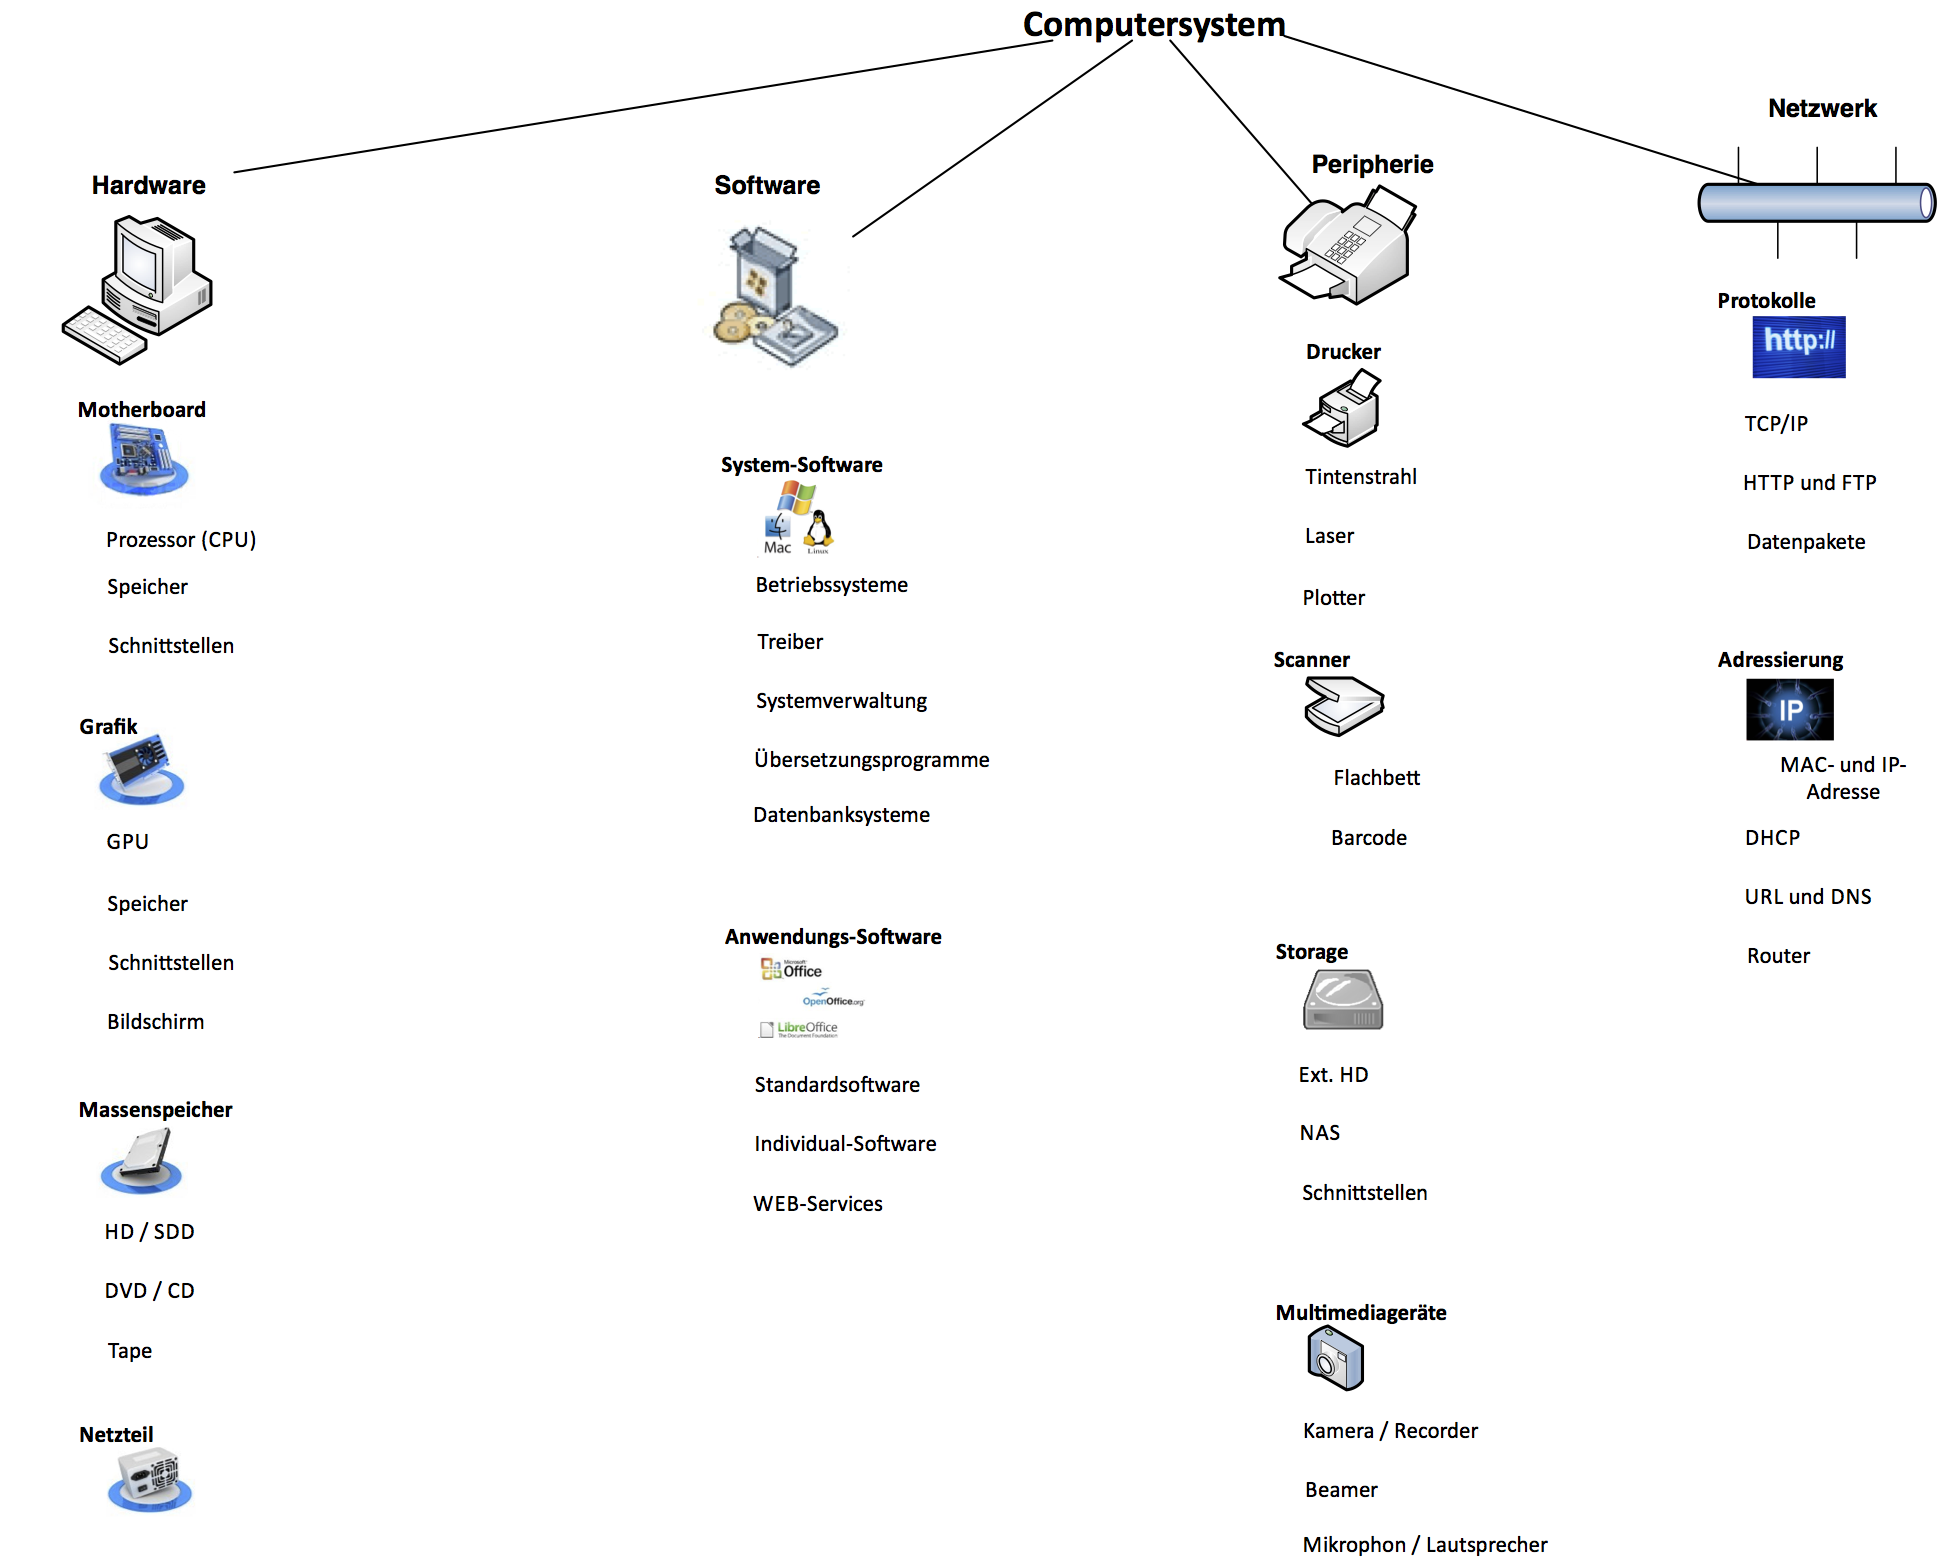 Computersystem
Hardware
Motherboard
Prozessor (CPU)
Speicher
Schnittstellen
Grafik
GPU
Speicher
Schnittstellen
Bildschirm
Massenspeicher
HD / SDD
DVD / CD
Tape
Netzteil
Software
System-Software
Mac
Linux
Betriebssysteme
Treiber
Systemverwaltung
Übersetzungsprogramme
Datenbanksysteme
Anwendungs-Software
Microsoft
Office
OpenOffice.org
LibreOffice
The Document Foundation
Standardsoftware
Individual-Software
WEB-Services
Peripherie
Drucker
Tintenstrahl
Laser
Plotter
Scanner
Flachbett
Barcode
Storage
Ext. HD
NAS
Schnittstellen
Multimediageräte
Kamera / Recorder
Beamer
Mikrophon / Lautsprecher
Netzwerk
Protokolle
http://
TCP/IP
HTTP und FTP
Datenpakete
Adressierung
IP
MAC- und IP-
Adresse
DHCP
URL und DNS
Router